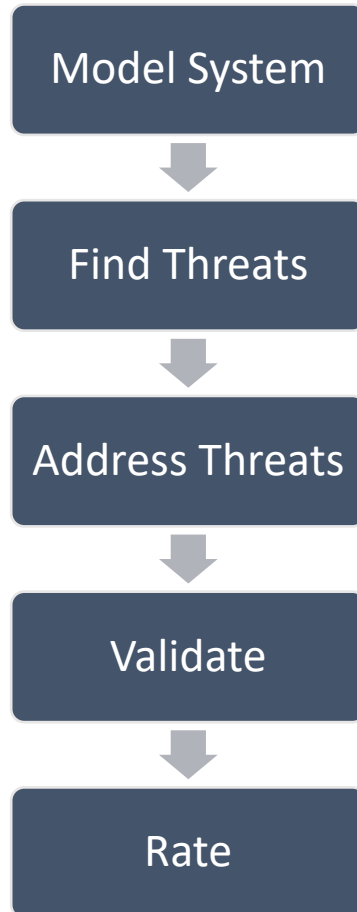 Model System
Find Threats
Address Threats
Validate
Rate